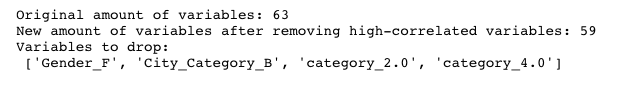 Original amount of variables: 63
New amount of variables after removing high-correlated variables: 59
Variables to drop:
 ['Gender_F', 'City_Category_B', 'category_2.0', 'category_4.0']